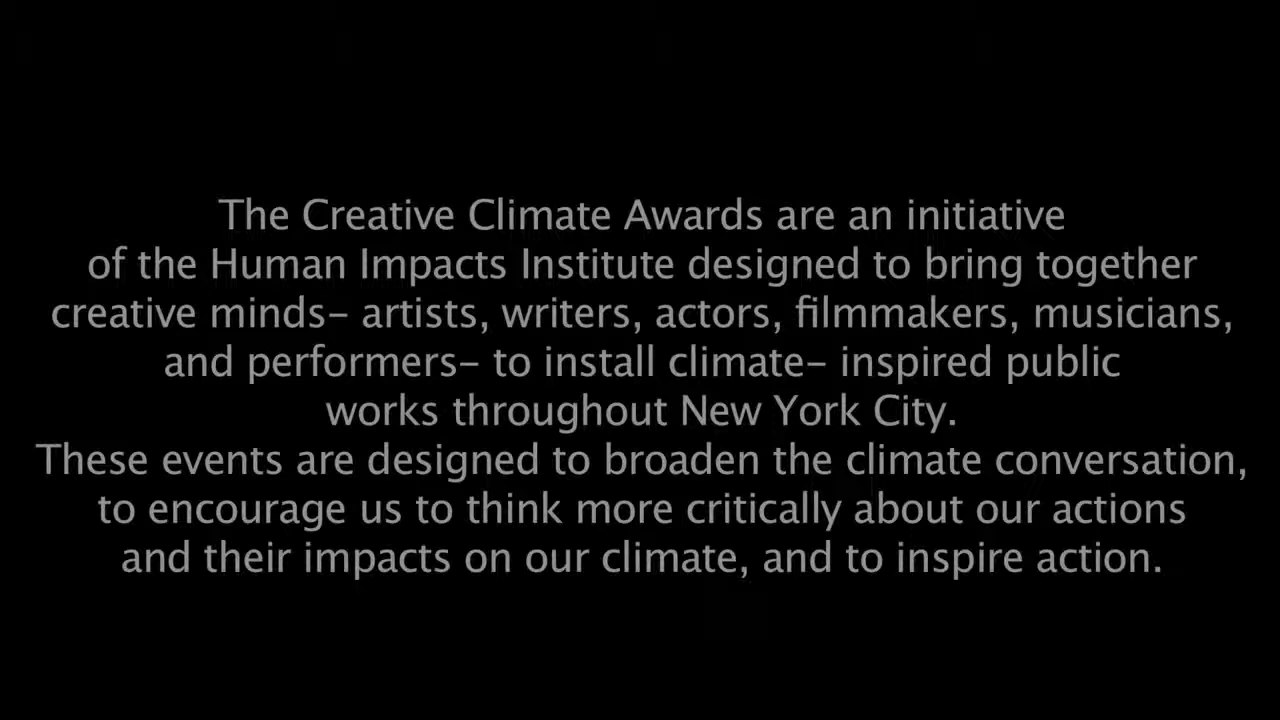 The Creative Climate Awards are an initiative
of the Human Impacts Institute designed to bring together
creative minds– artists, writers, actors, filmmakers, musicians,
and performers– to install climate– inspired public
works throughout New York City.
These events are designed to broaden the climate conversation,
to encourage us to think more critically about our actions
and their impacts on our climate, and to inspire action.